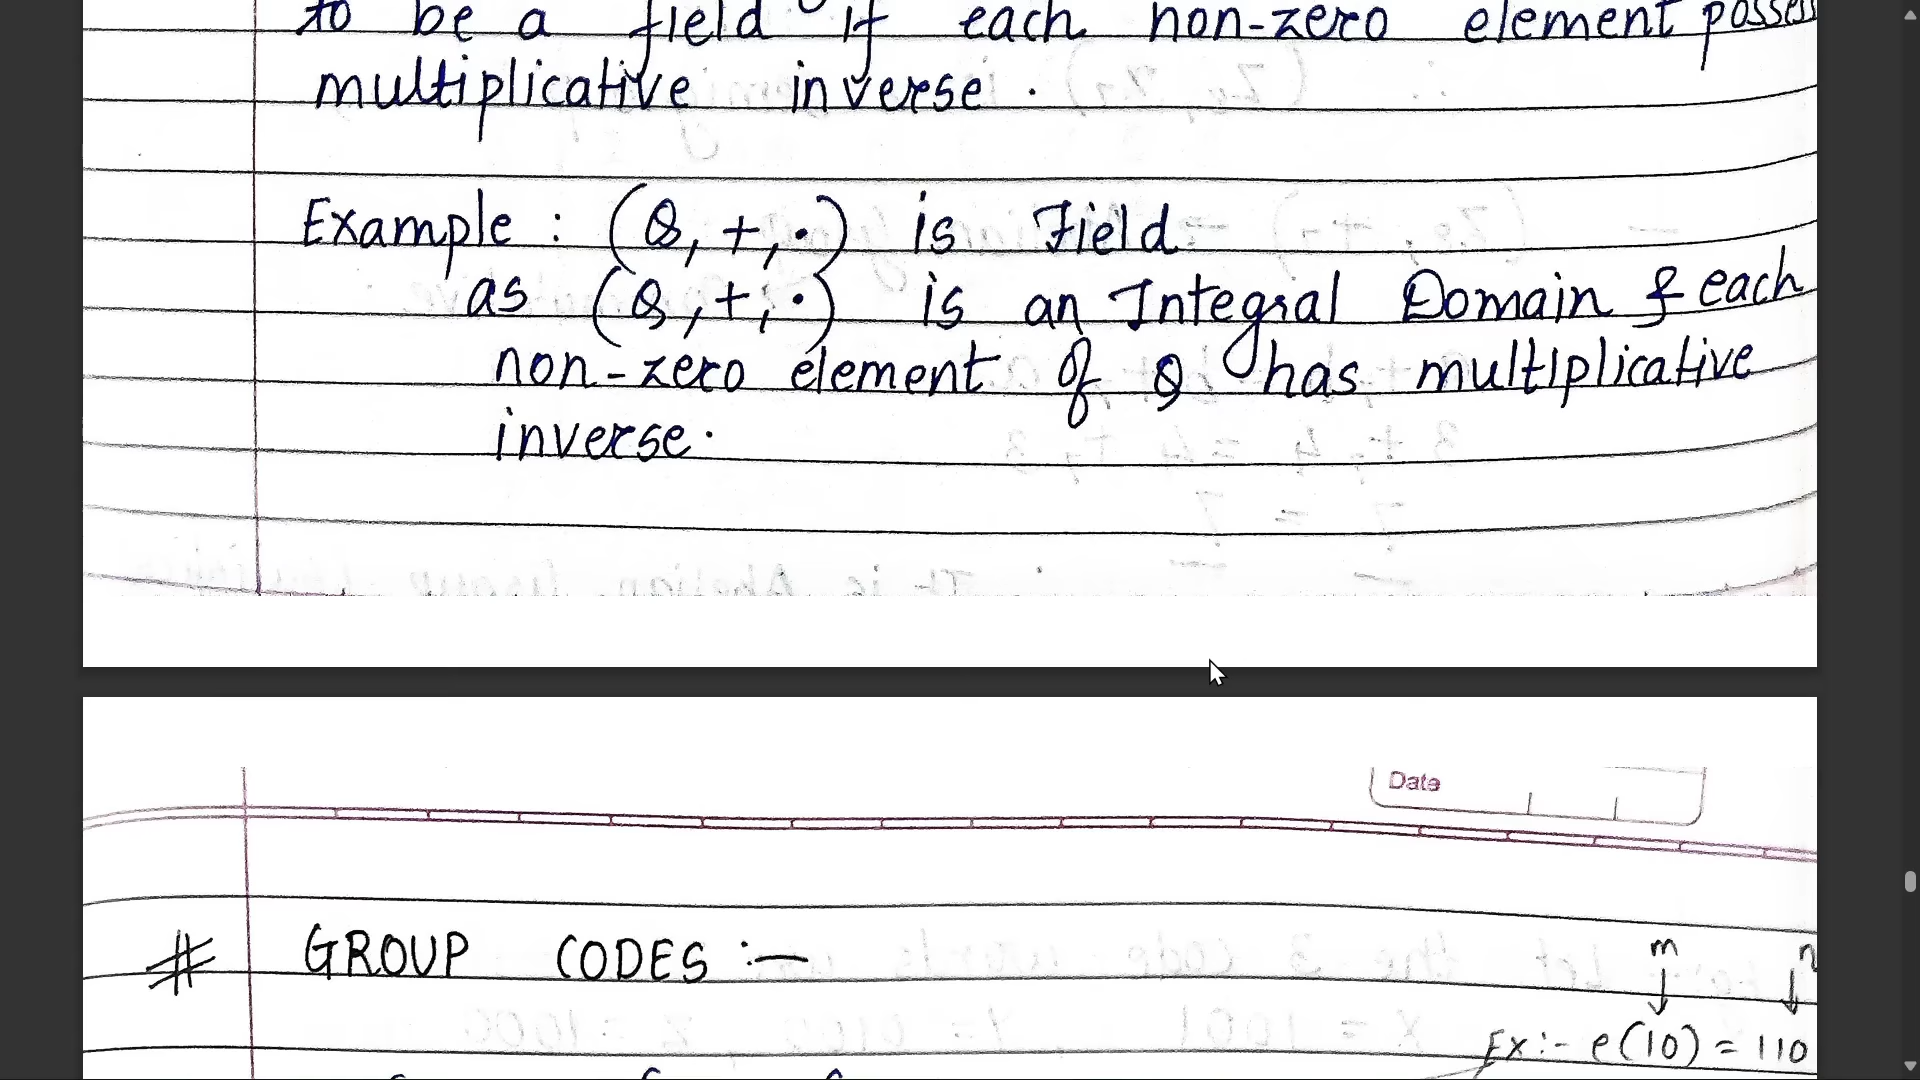 to be a field if each non-zero element possess
multiplicative inverse.
Example : (Q, +, •) is Field
as (Q, +, •) is an Integral Domain & each
non-zero element of Q has multiplicative
inverse.
Date
# GROUP CODES :-
m n
↓ ↓
Ex:- e(10) = 110